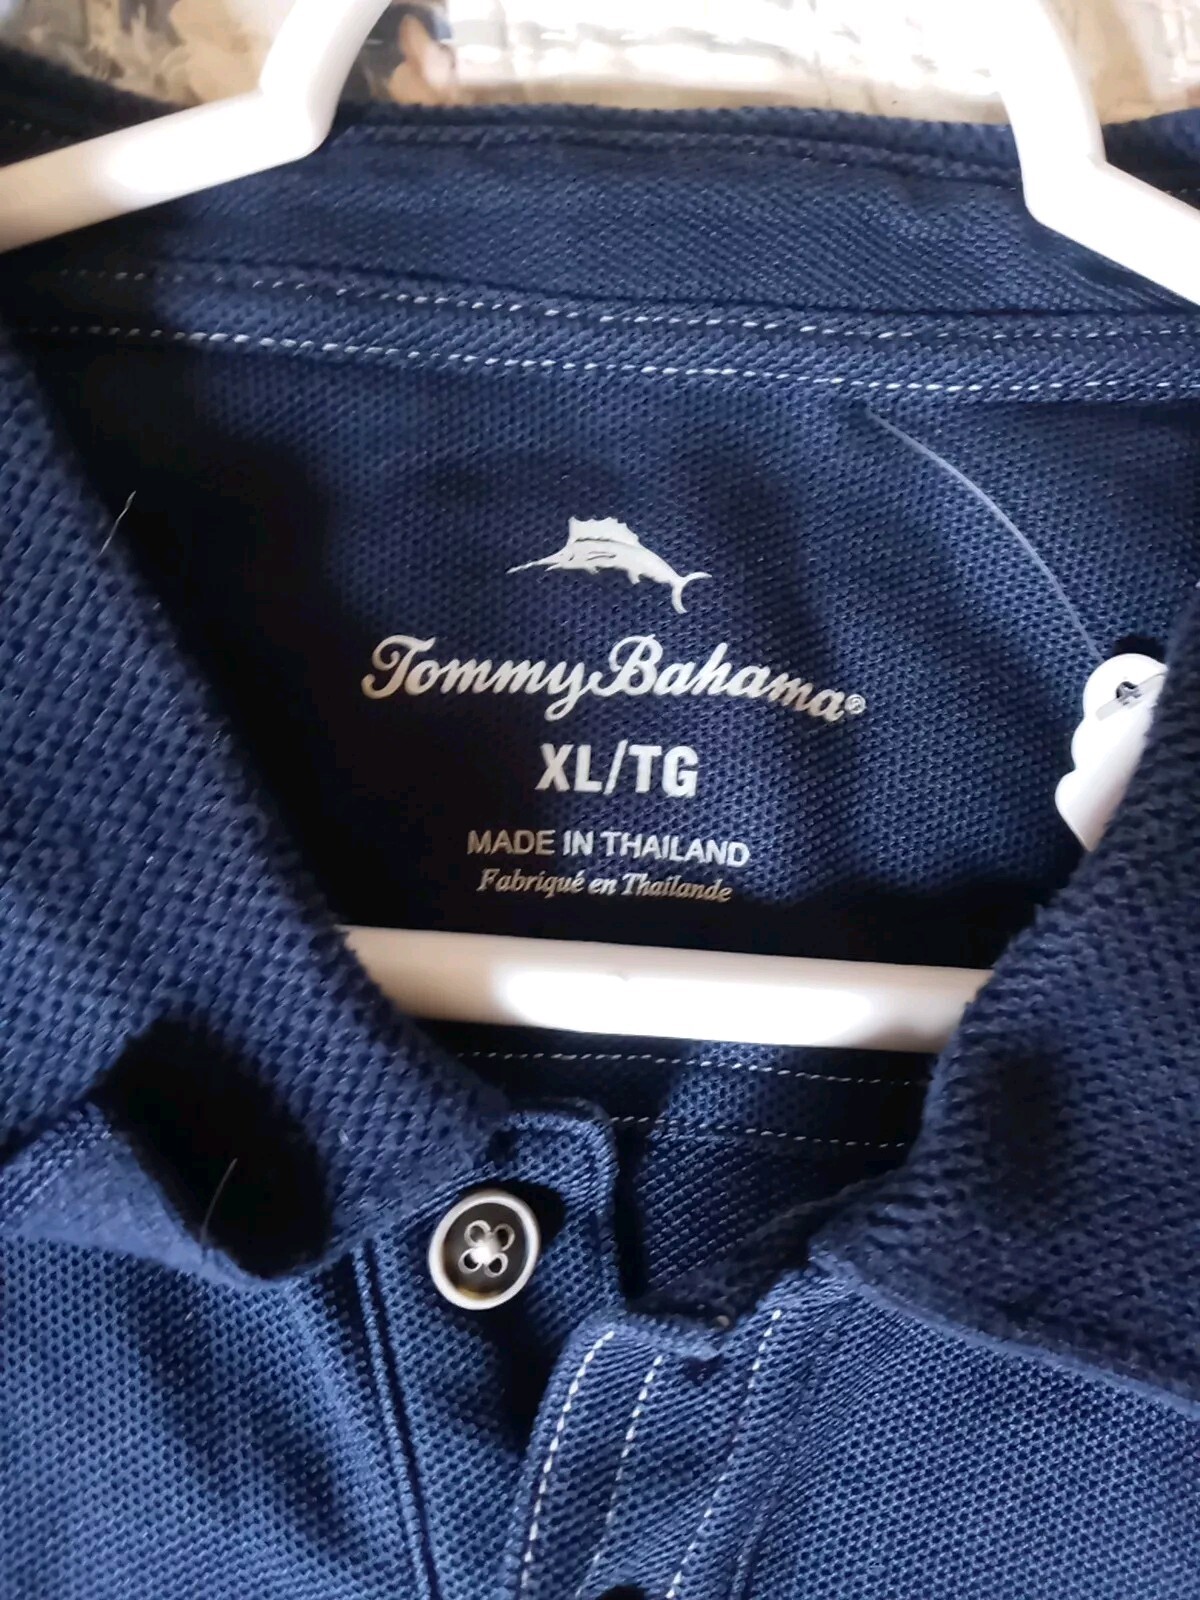 Tommy Bahama®
XL/TG
MADE IN THAILAND
Fabriqué en Thaïlande